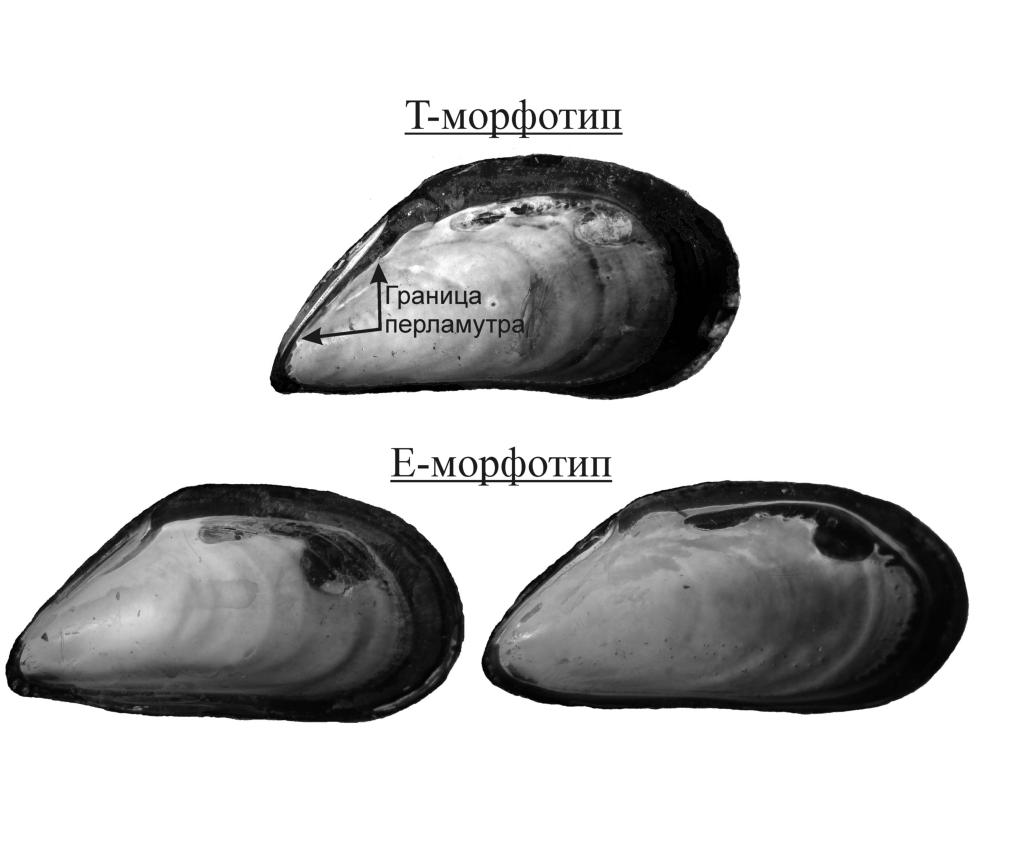 Т-морфотип
Граница
перламутра
Е-морфотип